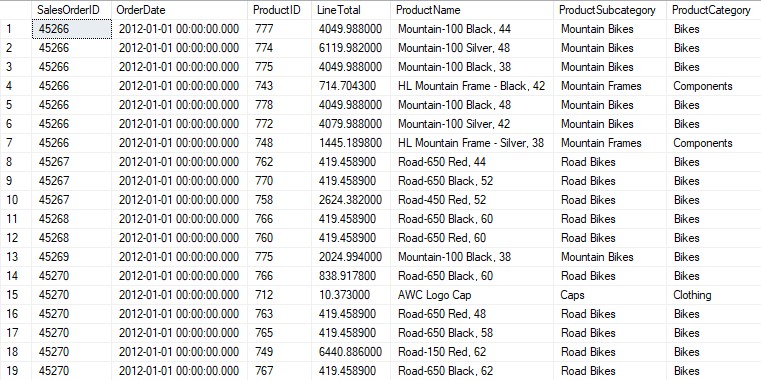 SalesOrderID OrderDate ProductID LineTotal ProductName ProductSubcategory ProductCategory
1 45266 2012-01-01 00:00:00.000 777 4049.988000 Mountain-100 Black, 44 Mountain Bikes Bikes
2 45266 2012-01-01 00:00:00.000 774 6119.982000 Mountain-100 Silver, 48 Mountain Bikes Bikes
3 45266 2012-01-01 00:00:00.000 775 4049.988000 Mountain-100 Black, 38 Mountain Bikes Bikes
4 45266 2012-01-01 00:00:00.000 743 714.704300 HL Mountain Frame - Black, 42 Mountain Frames Components
5 45266 2012-01-01 00:00:00.000 778 4049.988000 Mountain-100 Black, 48 Mountain Bikes Bikes
6 45266 2012-01-01 00:00:00.000 772 4079.988000 Mountain-100 Silver, 42 Mountain Bikes Bikes
7 45266 2012-01-01 00:00:00.000 748 1445.189800 HL Mountain Frame - Silver, 38 Mountain Frames Components
8 45267 2012-01-01 00:00:00.000 762 419.458900 Road-650 Red, 44 Road Bikes Bikes
9 45267 2012-01-01 00:00:00.000 770 419.458900 Road-650 Black, 52 Road Bikes Bikes
10 45267 2012-01-01 00:00:00.000 758 2624.382000 Road-450 Red, 52 Road Bikes Bikes
11 45268 2012-01-01 00:00:00.000 766 419.458900 Road-650 Black, 60 Road Bikes Bikes
12 45268 2012-01-01 00:00:00.000 760 419.458900 Road-650 Red, 60 Road Bikes Bikes
13 45269 2012-01-01 00:00:00.000 775 2024.994000 Mountain-100 Black, 38 Mountain Bikes Bikes
14 45270 2012-01-01 00:00:00.000 766 838.917800 Road-650 Black, 60 Road Bikes Bikes
15 45270 2012-01-01 00:00:00.000 712 10.373000 AWC Logo Cap Caps Clothing
16 45270 2012-01-01 00:00:00.000 763 419.458900 Road-650 Red, 48 Road Bikes Bikes
17 45270 2012-01-01 00:00:00.000 765 419.458900 Road-650 Black, 58 Road Bikes Bikes
18 45270 2012-01-01 00:00:00.000 749 6440.886000 Road-150 Red, 62 Road Bikes Bikes
19 45270 2012-01-01 00:00:00.000 767 419.458900 Road-650 Black, 62 Road Bikes Bikes